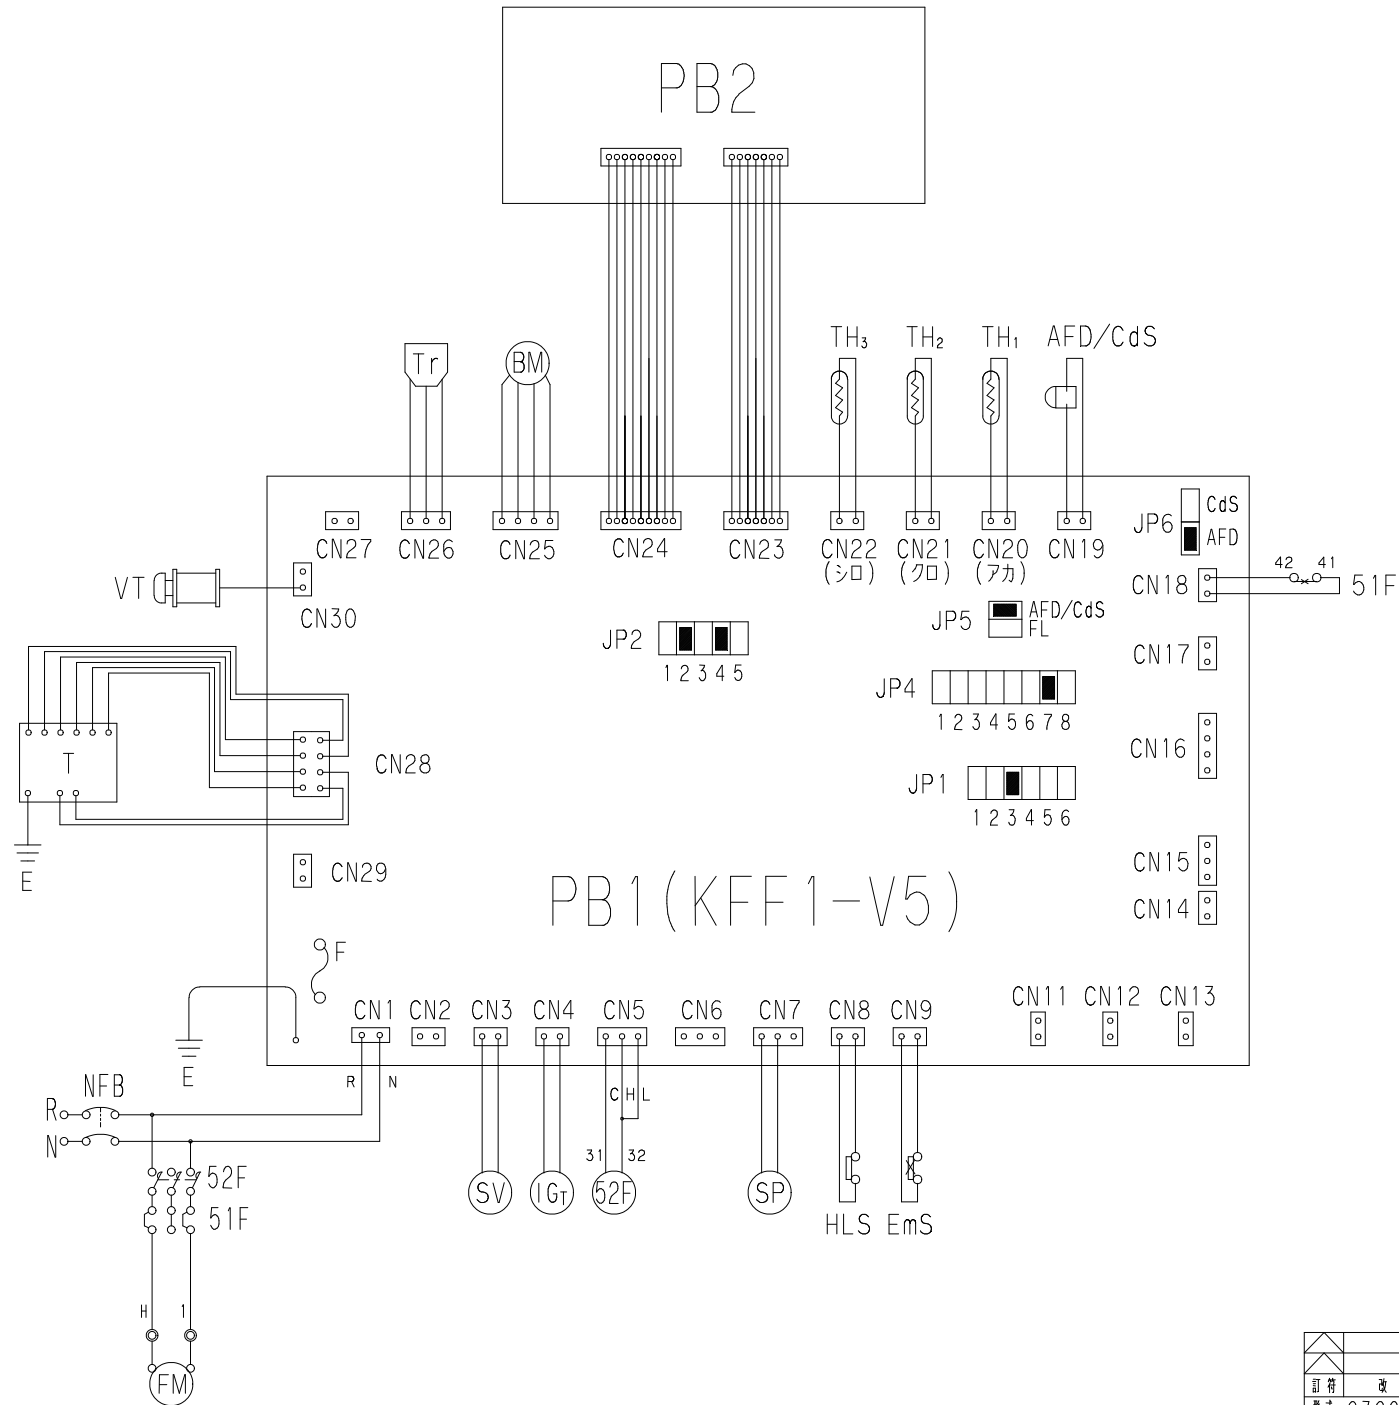 PB2
TH₃ TH₂ TH₁ AFD/CdS
Tr BM
CN27 CN26 CN25 CN24 CN23 CN22 CN21 CN20 CN19
(シロ) (クロ) (アカ)
JP6 CdS
AFD
VT
CN30
CN18 42 41 51F
JP5 AFD/CdS
FL
JP2
1 2 3 4 5
CN17
JP4
1 2 3 4 5 6 7 8
T
CN28
CN16
JP1
1 2 3 4 5 6
E
CN29
CN15
PB1(KFF1-V5)
CN14
F
CN1 CN2 CN3 CN4 CN5 CN6 CN7 CN8 CN9 CN11 CN12 CN13
E
R N
NFB
R
N
C H L
31 32
52F
51F
SV IGT 52F SP
HLS EmS
H 1
FM
訂符 改